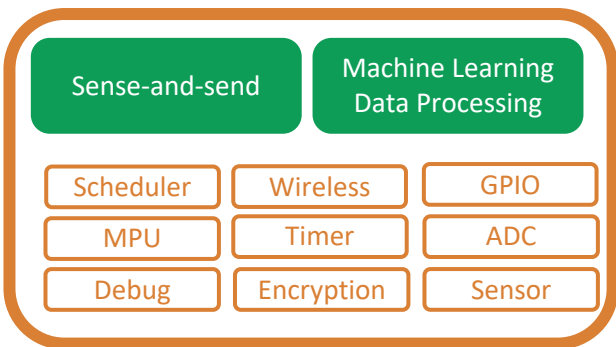 Sense-and-send
Machine Learning
Data Processing
Scheduler
Wireless
GPIO
MPU
Timer
ADC
Debug
Encryption
Sensor